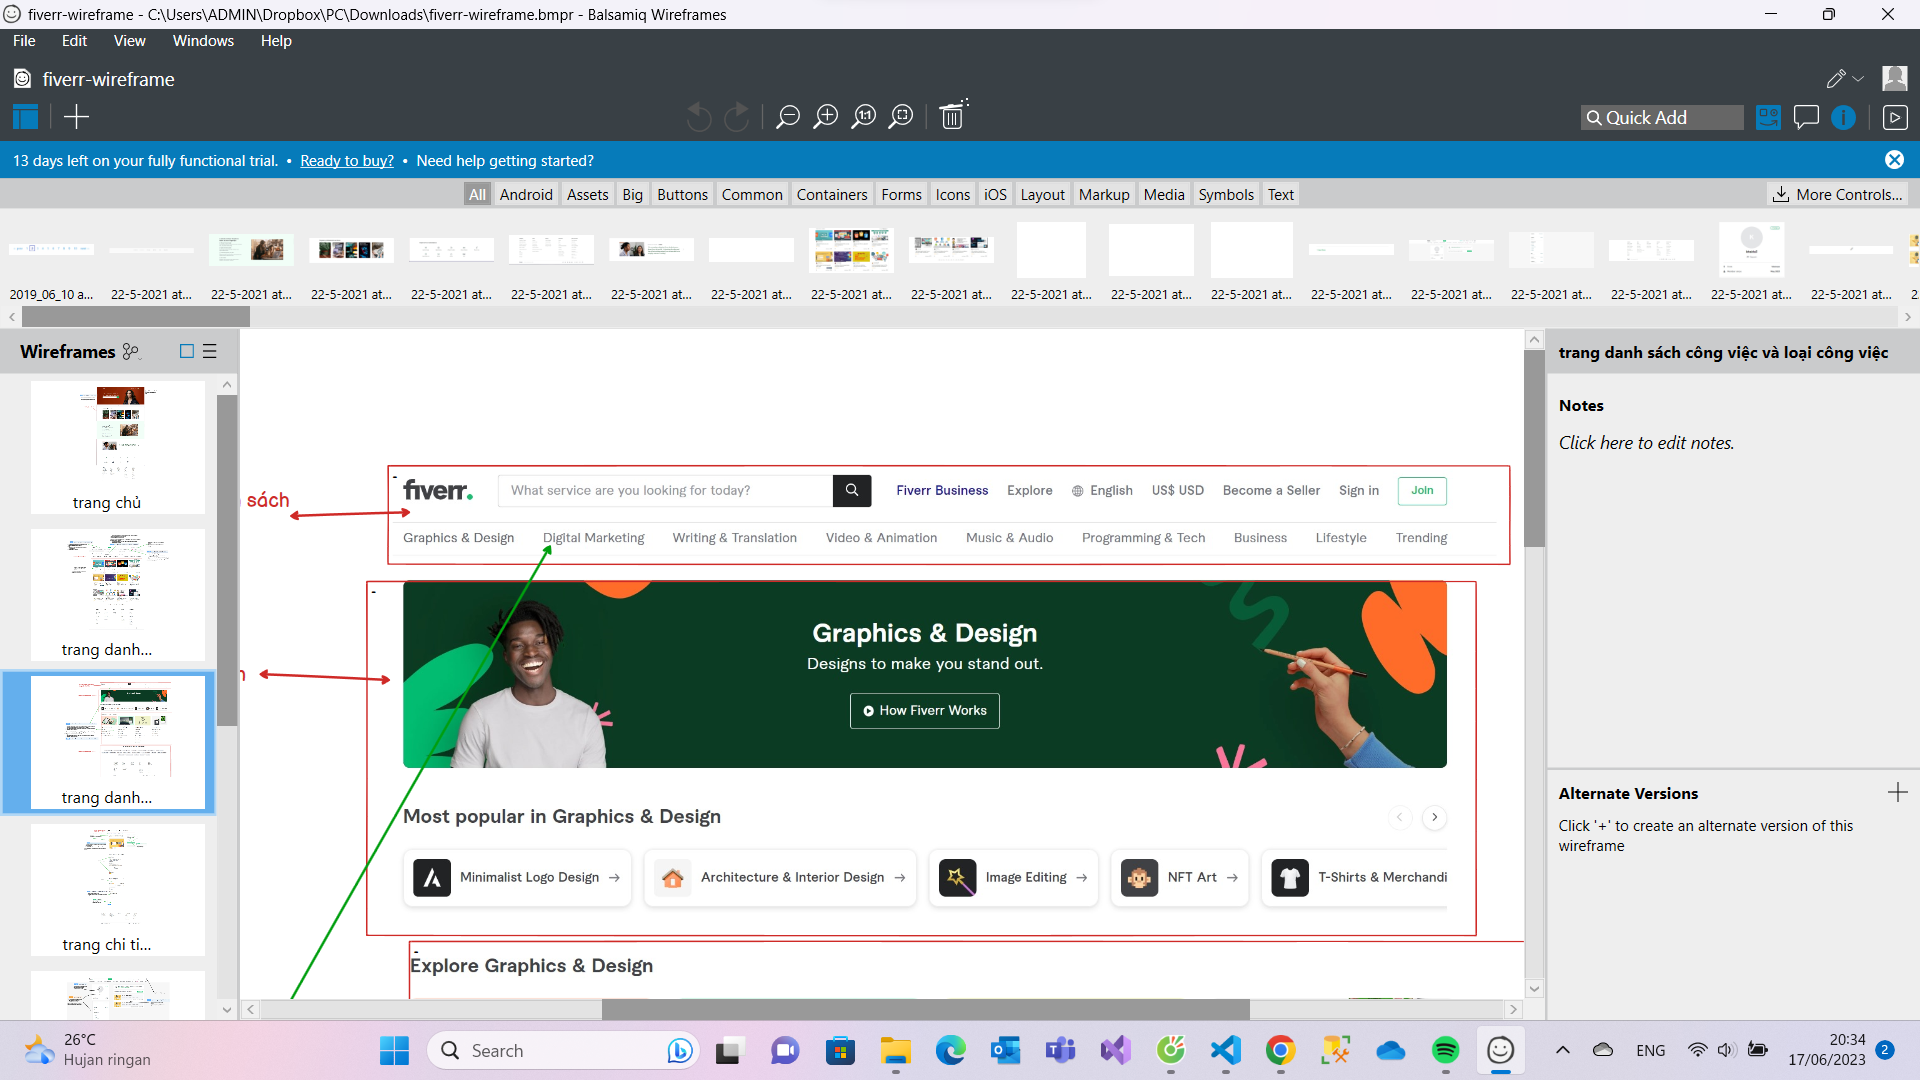 fiverr-wireframe - C:\Users\ADMIN\Dropbox\PC\Downloads\fiverr-wireframe.bmpr - Balsamiq Wireframes
File Edit View Windows Help
fiverr-wireframe
1:1
Quick Add
13 days left on your fully functional trial. • Ready to buy? • Need help getting started?
All Android Assets Big Buttons Common Containers Forms Icons iOS Layout Markup Media Symbols Text
More Controls...
2019_06_10 a... 22-5-2021 at... 22-5-2021 at... 22-5-2021 at... 22-5-2021 at... 22-5-2021 at... 22-5-2021 at... 22-5-2021 at... 22-5-2021 at... 22-5-2021 at... 22-5-2021 at... 22-5-2021 at... 22-5-2021 at... 22-5-2021 at... 22-5-2021 at... 22-5-2021 at... 22-5-2021 at... 22-5-2021 at... 22-5-2021 at... 2
Wireframes
trang chủ
trang danh...
trang danh...
trang chi ti...
sách
fiverr.
What service are you looking for today?
Fiverr Business Explore English US$ USD Become a Seller Sign in Join
Graphics & Design Digital Marketing Writing & Translation Video & Animation Music & Audio Programming & Tech Business Lifestyle Trending
Graphics & Design
Designs to make you stand out.
How Fiverr Works
Most popular in Graphics & Design
Minimalist Logo Design →
Architecture & Interior Design →
Image Editing →
NFT Art →
T-Shirts & Merchandi
Explore Graphics & Design
trang danh sách công việc và loại công việc
Notes
Click here to edit notes.
Alternate Versions
Click '+' to create an alternate version of this
wireframe
26°C
Hujan ringan
Search
ENG
20:34
17/06/2023
2